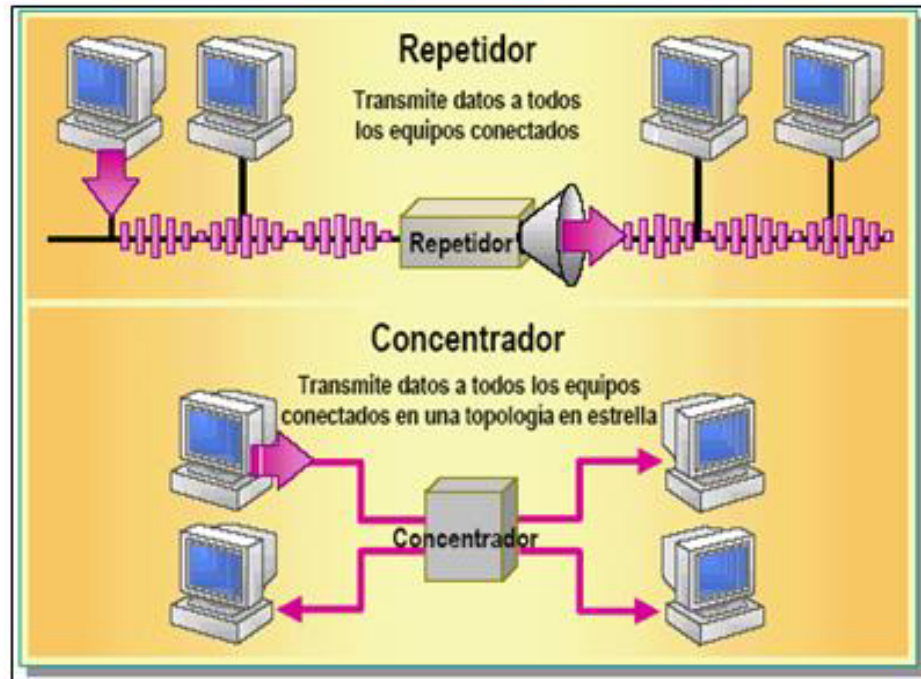 Repetidor
Transmite datos a todos
los equipos conectados
Repetidor
Concentrador
Transmite datos a todos los equipos
conectados en una topologia en estrella
Concentrador